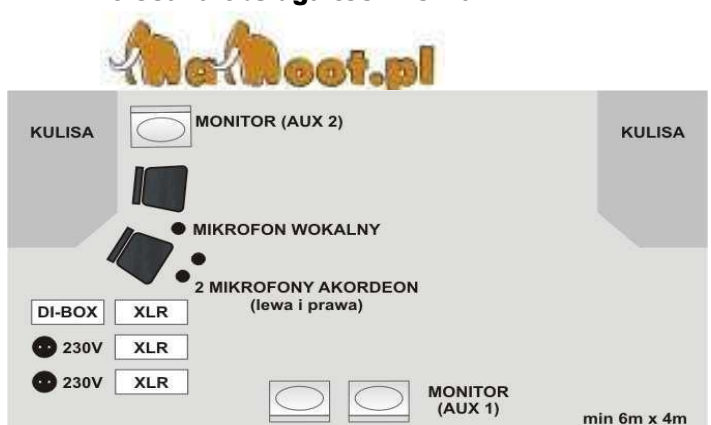 MaMoot.pl
KULISA
MONITOR (AUX 2)
KULISA
MIKROFON WOKALNY
2 MIKROFONY AKORDEON
(lewa i prawa)
DI-BOX XLR
230V XLR
230V XLR
MONITOR
(AUX 1)
min 6m x 4m